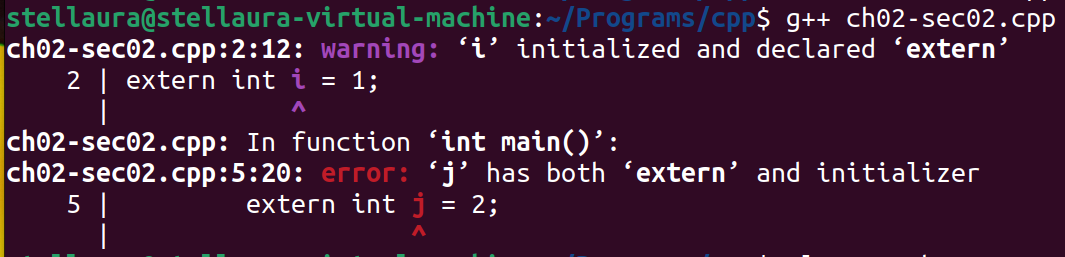 stellaura@stellaura-virtual-machine:~/Programs/cpp$ g++ ch02-sec02.cpp
ch02-sec02.cpp:2:12: warning: ‘i’ initialized and declared ‘extern’
    2 | extern int i = 1;
      |            ^
ch02-sec02.cpp: In function ‘int main()’:
ch02-sec02.cpp:5:20: error: ‘j’ has both ‘extern’ and initializer
    5 |         extern int j = 2;
      |                    ^